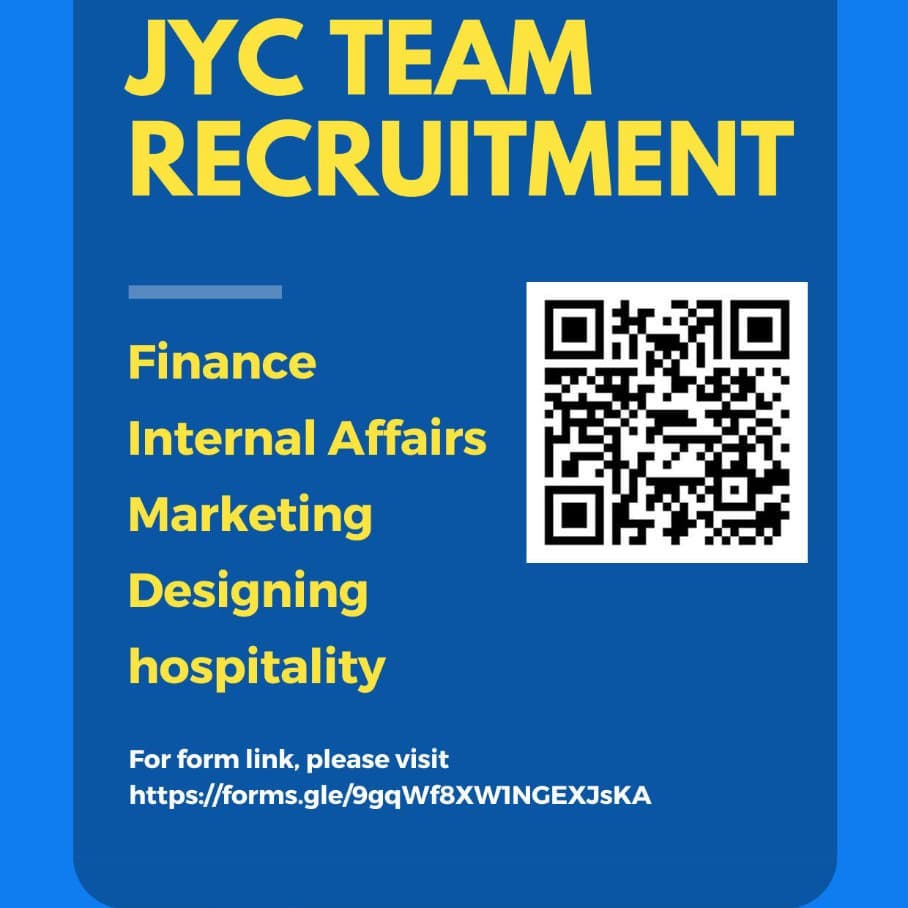 JYC TEAM
RECRUITMENT
Finance
Internal Affairs
Marketing
Designing
hospitality
For form link, please visit
https://forms.gle/9gqWf8XW1NGEXJsKA